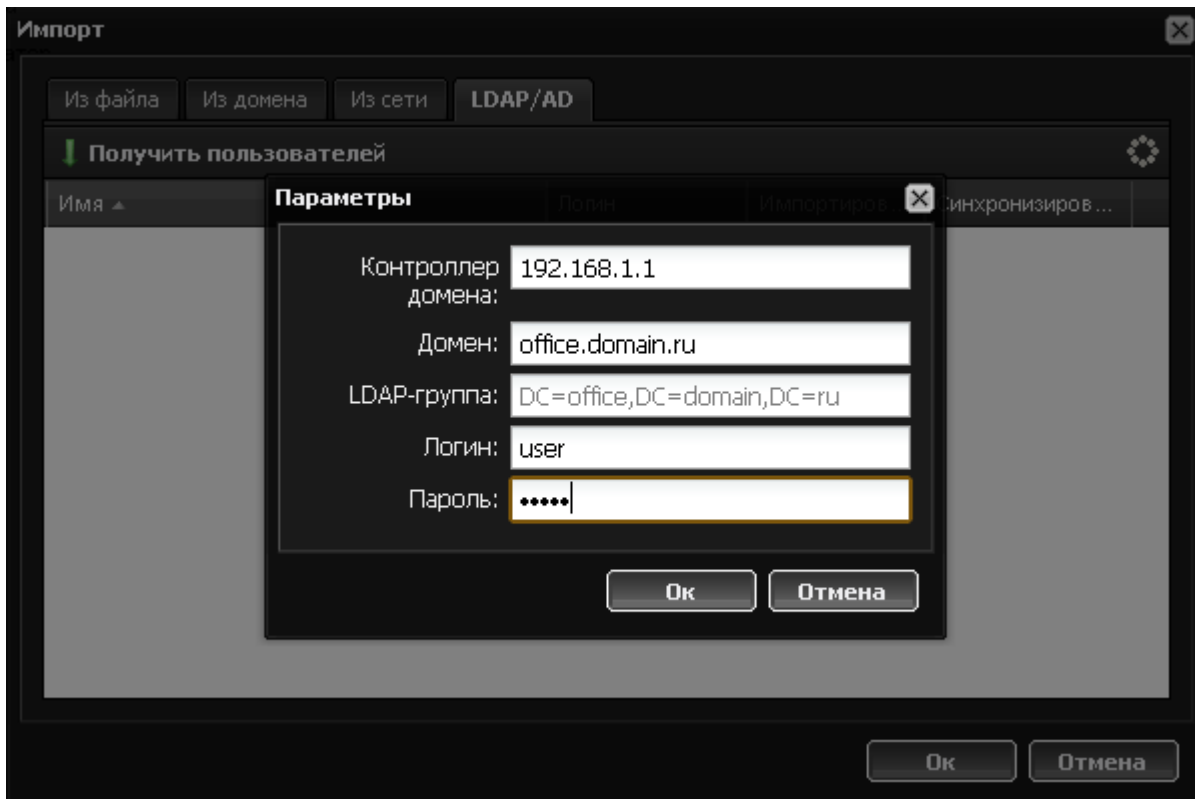 Импорт
Из файла Из домена Из сети LDAP/AD
Получить пользователей
Имя Логин Импортиров Синхронизиров...
Параметры
Контроллер
домена:
192.168.1.1
Домен: office.domain.ru
LDAP-группа: DC=office,DC=domain,DC=ru
Логин: user
Пароль: •••••
Ок Отмена
Ок Отмена